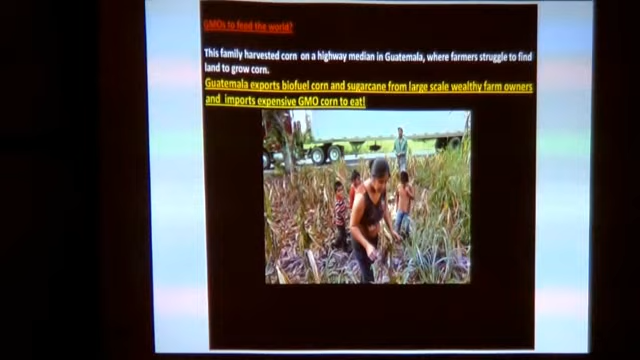 GMOs to feed the world?
This family harvested corn on a highway median in Guatemala, where farmers struggle to find
land to grow corn.
Guatemala exports biofuel corn and sugarcane from large scale wealthy farm owners
and imports expensive GMO corn to eat!